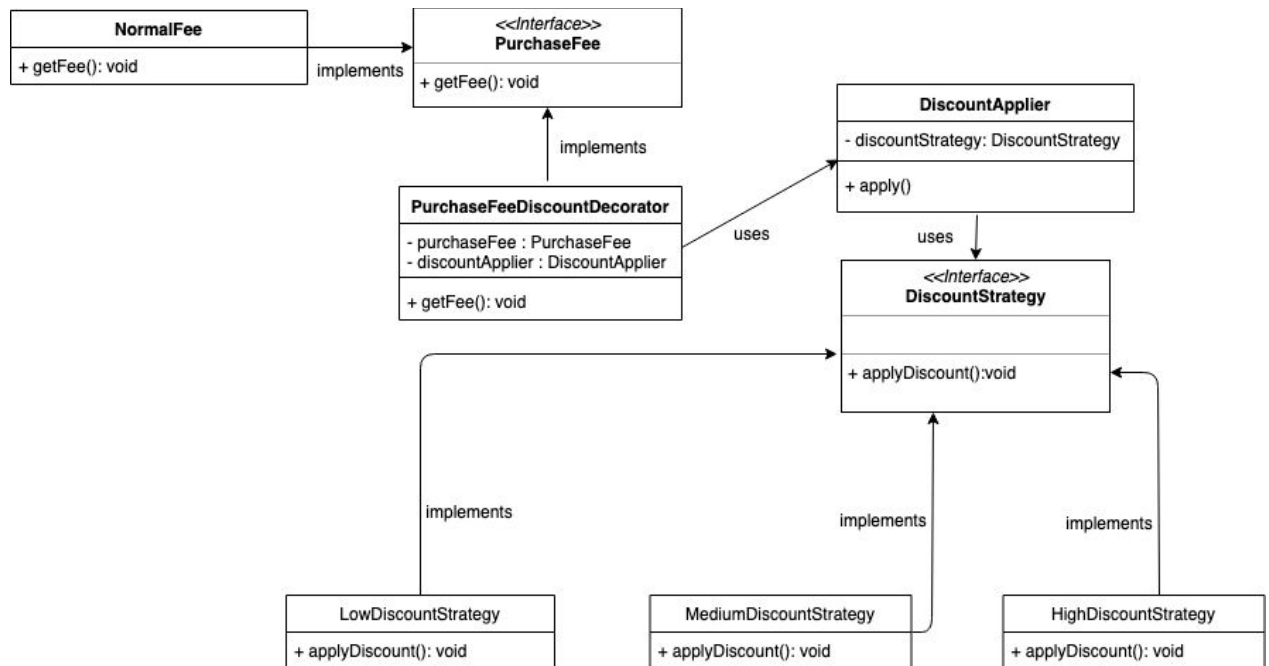 NormalFee
+ getFee(): void
implements
<<Interface>>
PurchaseFee
+ getFee(): void
implements
DiscountApplier
- discountStrategy: DiscountStrategy
+ apply()
PurchaseFeeDiscountDecorator
- purchaseFee : PurchaseFee
- discountApplier : DiscountApplier
+ getFee(): void
uses
uses
<<Interface>>
DiscountStrategy
+ applyDiscount():void
implements
implements
implements
LowDiscountStrategy
+ applyDiscount(): void
MediumDiscountStrategy
+ applyDiscount(): void
HighDiscountStrategy
+ applyDiscount(): void